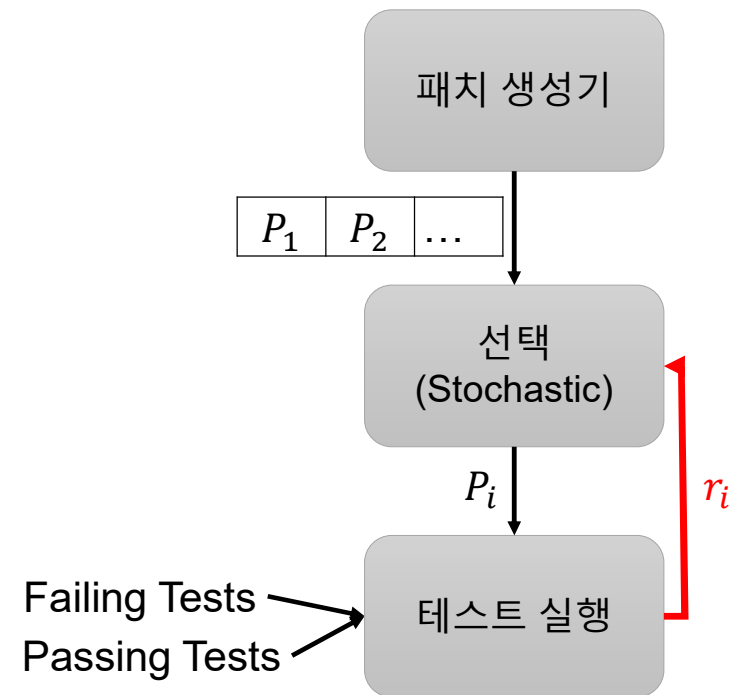 패치 생성기
P₁ P₂ …
선택
(Stochastic)
Pᵢ
rᵢ
Failing Tests
Passing Tests
테스트 실행